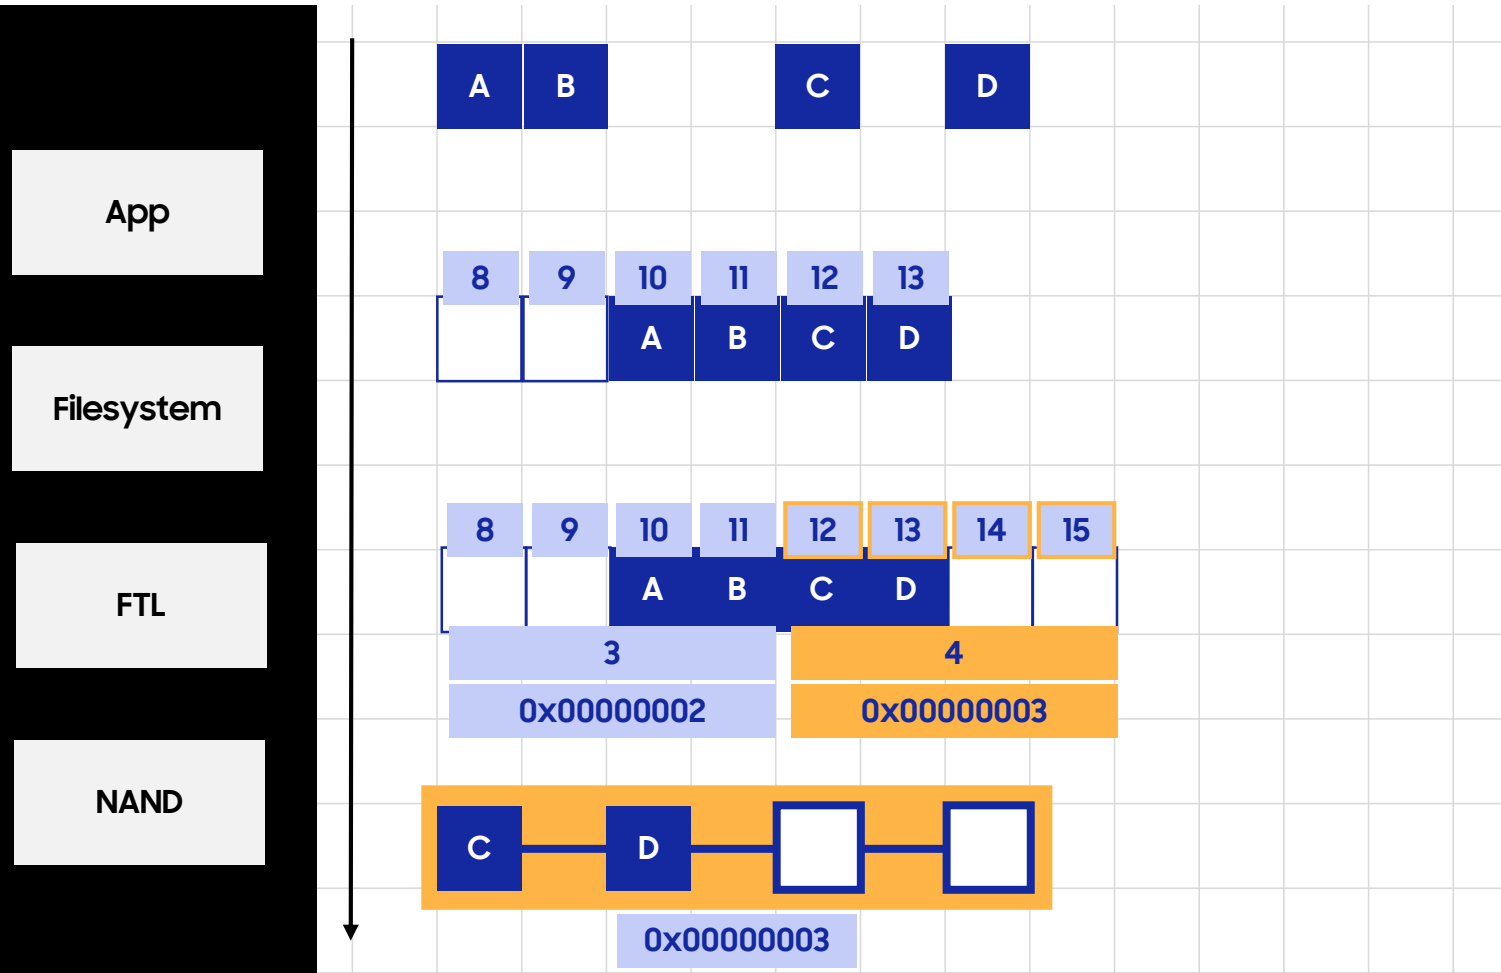 A B C D
App
8 9 10 11 12 13
A B C D
Filesystem
8 9 10 11 12 13 14 15
A B C D
FTL
3 4
0x00000002 0x00000003
NAND
C D
0x00000003